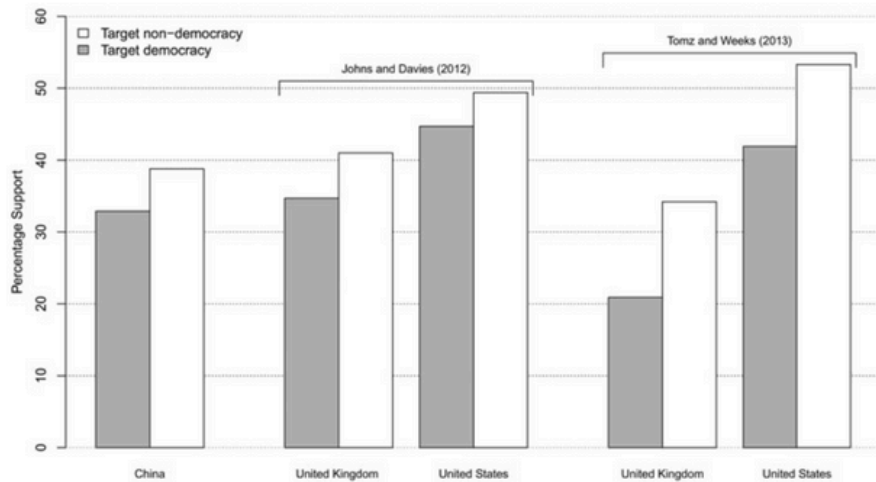 Target non−democracy
Target democracy
Johns and Davies (2012)
Tomz and Weeks (2013)
Percentage Support
60
50
40
30
20
10
0
China
United Kingdom
United States
United Kingdom
United States